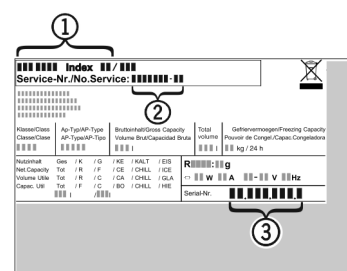 1
Index /
Service-Nr./No.Service: -
2
Klasse/Class Ap-Typ/AP-Type Bruttoinhalt/Gross Capacity Total Gefriervermoegen/Freezing Capacity
Classe/Clase AP-Type/AP-Tipo Volume Brut/Capacidad Bruta volume Pouvoir de Congel./Capac.Congeladora
l l kg / 24 h
Nutzinhalt Ges / K / G / KE / KALT / EIS
Net.Capacity Tot / R / F / CE / CHILL / ICE
Volume Utile Tot / R / C / CA / CHILL / GLA
Capac. Util Tot / F / C / BO / CHILL / HIE
l / l
R : g
W A - V Hz
Serial-Nr.
3